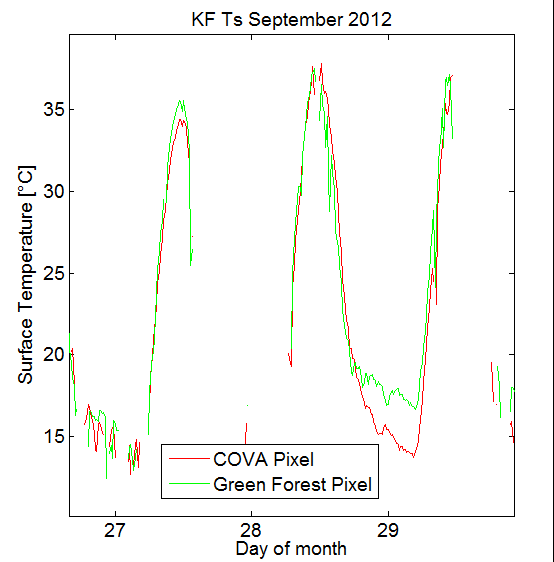 KF Ts September 2012
Surface Temperature [°C]
35
30
25
20
15
COVA Pixel
Green Forest Pixel
27
28
29
Day of month